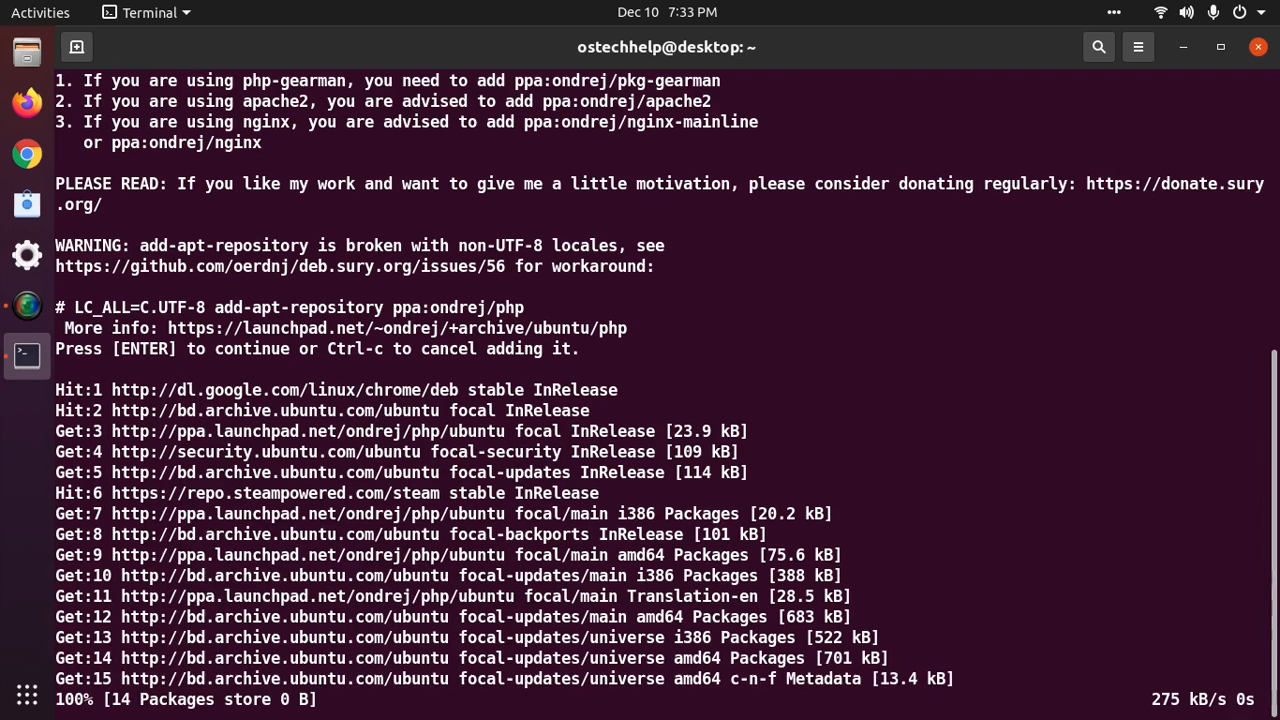 Activities
Terminal
Dec 10 7:33 PM
ostechhelp@desktop: ~
1. If you are using php-gearman, you need to add ppa:ondrej/pkg-gearman
2. If you are using apache2, you are advised to add ppa:ondrej/apache2
3. If you are using nginx, you are advised to add ppa:ondrej/nginx-mainline
   or ppa:ondrej/nginx
PLEASE READ: If you like my work and want to give me a little motivation, please consider donating regularly: https://donate.sury
.org/
WARNING: add-apt-repository is broken with non-UTF-8 locales, see
https://github.com/oerdnj/deb.sury.org/issues/56 for workaround:
# LC_ALL=C.UTF-8 add-apt-repository ppa:ondrej/php
 More info: https://launchpad.net/~ondrej/+archive/ubuntu/php
Press [ENTER] to continue or Ctrl-c to cancel adding it.
Hit:1 http://dl.google.com/linux/chrome/deb stable InRelease
Hit:2 http://bd.archive.ubuntu.com/ubuntu focal InRelease
Get:3 http://ppa.launchpad.net/ondrej/php/ubuntu focal InRelease [23.9 kB]
Get:4 http://security.ubuntu.com/ubuntu focal-security InRelease [109 kB]
Get:5 http://bd.archive.ubuntu.com/ubuntu focal-updates InRelease [114 kB]
Hit:6 https://repo.steampowered.com/steam stable InRelease
Get:7 http://ppa.launchpad.net/ondrej/php/ubuntu focal/main i386 Packages [20.2 kB]
Get:8 http://bd.archive.ubuntu.com/ubuntu focal-backports InRelease [101 kB]
Get:9 http://ppa.launchpad.net/ondrej/php/ubuntu focal/main amd64 Packages [75.6 kB]
Get:10 http://bd.archive.ubuntu.com/ubuntu focal-updates/main i386 Packages [388 kB]
Get:11 http://ppa.launchpad.net/ondrej/php/ubuntu focal/main Translation-en [28.5 kB]
Get:12 http://bd.archive.ubuntu.com/ubuntu focal-updates/main amd64 Packages [683 kB]
Get:13 http://bd.archive.ubuntu.com/ubuntu focal-updates/universe i386 Packages [522 kB]
Get:14 http://bd.archive.ubuntu.com/ubuntu focal-updates/universe amd64 Packages [701 kB]
Get:15 http://bd.archive.ubuntu.com/ubuntu focal-updates/universe amd64 c-n-f Metadata [13.4 kB]
100% [14 Packages store 0 B] 275 kB/s 0s